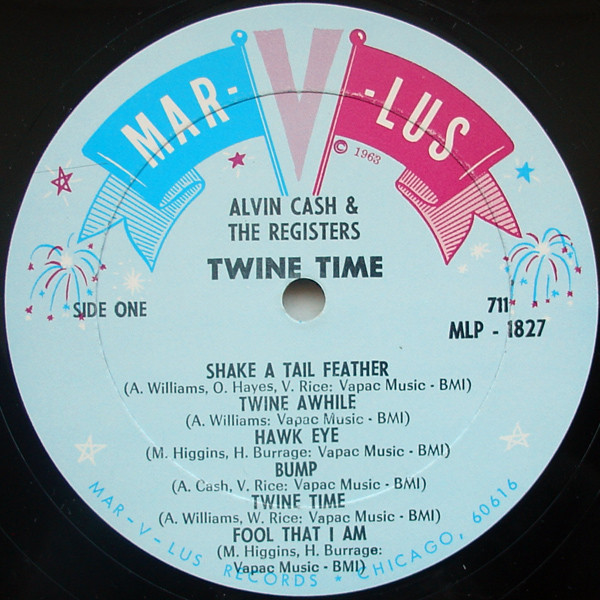 MAR-V-LUS
© 1963
ALVIN CASH &
THE REGISTERS
TWINE TIME
SIDE ONE
711
MLP - 1827
SHAKE A TAIL FEATHER
(A. Williams, O. Hayes, V. Rice: Vapac Music - BMI)
TWINE AWHILE
(A. Williams: Vapac Music - BMI)
HAWK EYE
(M. Higgins, H. Burrage: Vapac Music - BMI)
BUMP
(A. Cash, V. Rice: Vapac Music - BMI)
TWINE TIME
(A. Williams, W. Rice: Vapac Music - BMI)
FOOL THAT I AM
(M. Higgins, H. Burrage:
Vapac Music - BMI)
MAR-V-LUS RECORDS * CHICAGO, 60616